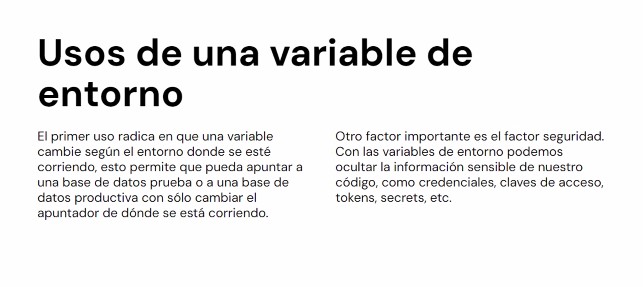 Usos de una variable de
entorno
El primer uso radica en que una variable
cambie según el entorno donde se esté
corriendo, esto permite que pueda apuntar a
una base de datos prueba o a una base de
datos productiva con sólo cambiar el
apuntador de dónde se está corriendo.
Otro factor importante es el factor seguridad.
Con las variables de entorno podemos
ocultar la información sensible de nuestro
código, como credenciales, claves de acceso,
tokens, secrets, etc.